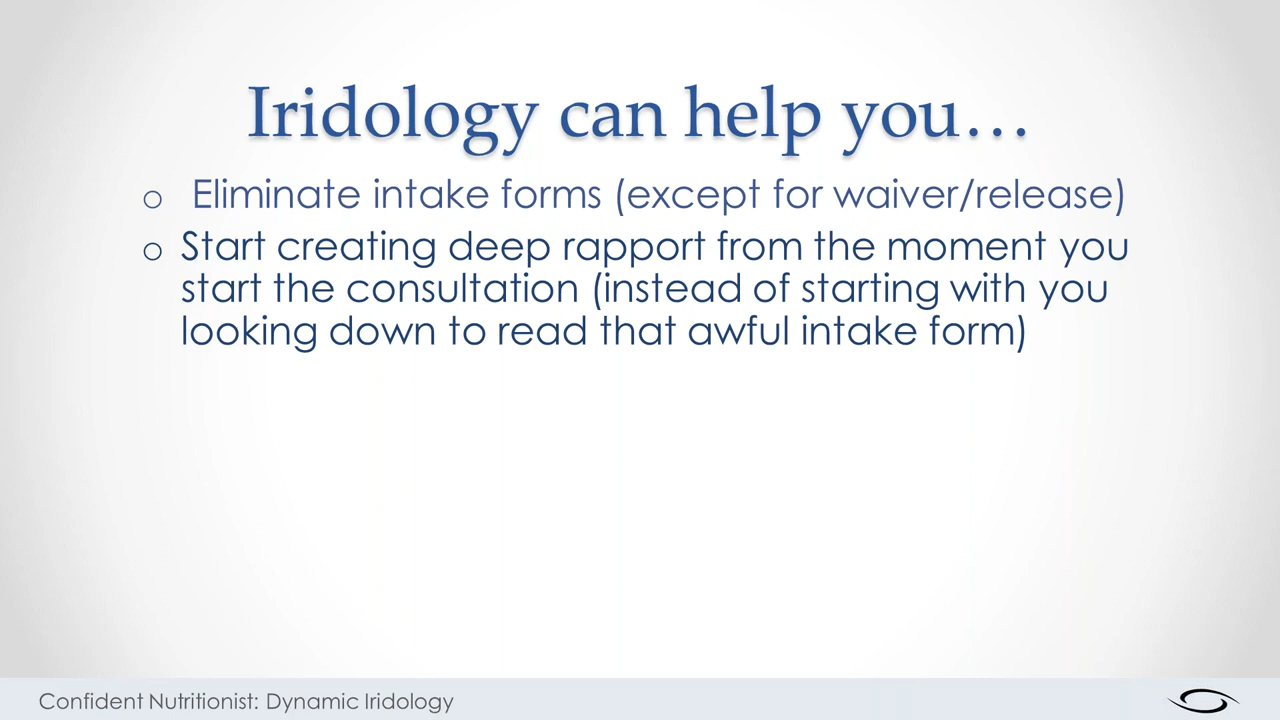 Iridology can help you…
o Eliminate intake forms (except for waiver/release)
o Start creating deep rapport from the moment you
start the consultation (instead of starting with you
looking down to read that awful intake form)
Confident Nutritionist: Dynamic Iridology